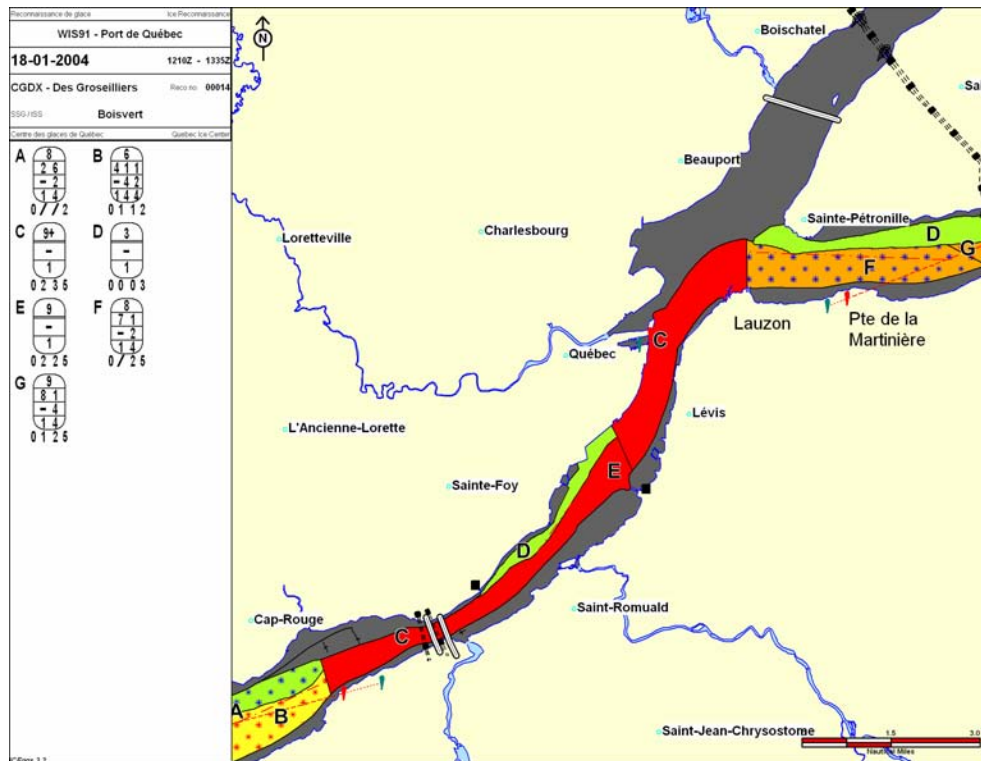 Reconnaissance de glace Ice Reconnaissance
WIS91 - Port de Québec
18-01-2004 1210Z - 1335Z
CGDX - Des Groseilliers Reco no 00014
SSG / ISS Boisvert
Centre des glaces de Québec Quebec Ice Center
A
8
2 6
- 2
1 4
0 / / 2
B
6
4 1 1
- 4 2
1 4 4
0 1 1 2
C
9+
-
1
0 2 3 5
D
3
-
1
0 0 0 3
E
9
-
1
0 2 2 5
F
8
7 1
- 2
1 4
0 / 2 5
G
9
8 1
- 4
1 4
0 1 2 5
N
Boischatel
Sai
Beauport
Sainte-Pétronille
Loretteville
Charlesbourg
D
G
F
Lauzon
Pte de la
Martinière
C
Québec
Lévis
L'Ancienne-Lorette
E
Sainte-Foy
D
Saint-Romuald
Cap-Rouge
C
A
B
Saint-Jean-Chrysostome
1.5 3.0
Nautical Miles